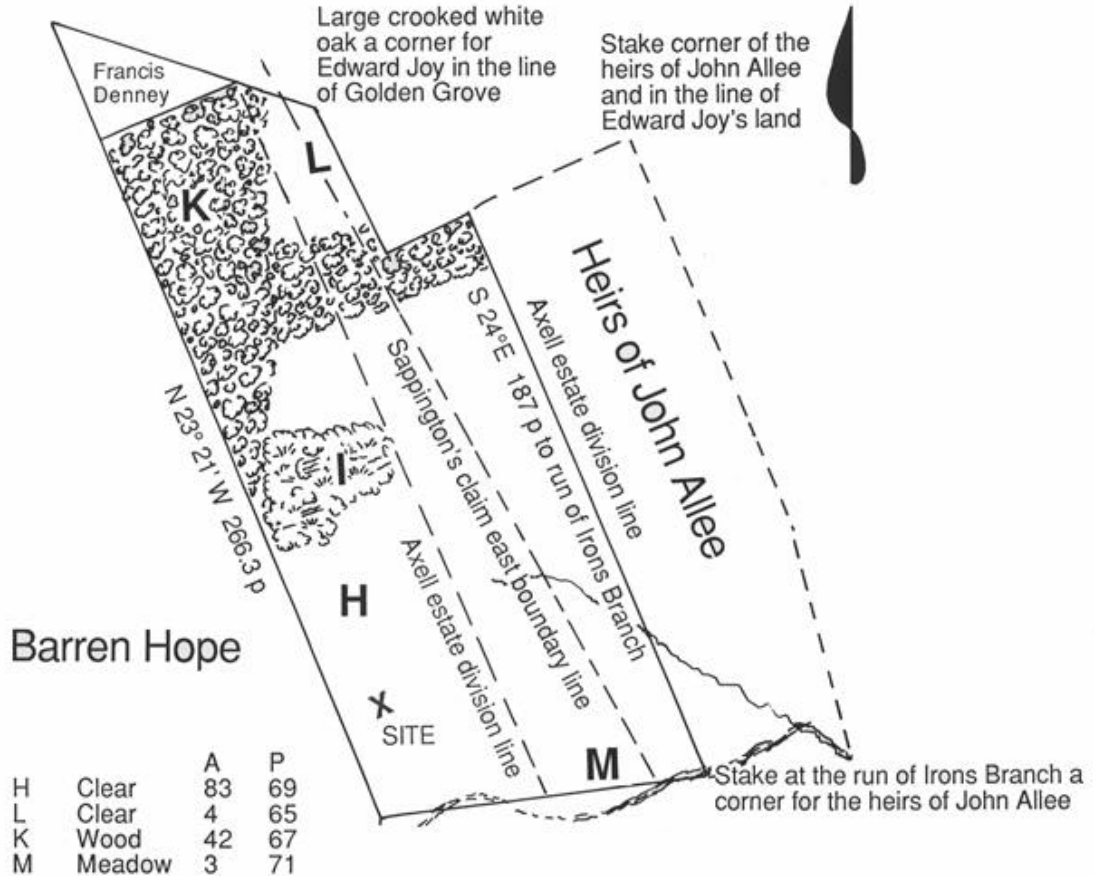 Large crooked white
oak a corner for
Edward Joy in the line
of Golden Grove
Stake corner of the
heirs of John Allee
and in the line of
Edward Joy's land
Francis
Denney
L
K
Heirs of John Allee
Axell estate division line
S 24°E 187 p to run of Irons Branch
Sappington's claim east boundary line
N 23° 21' W 266.3 p
I
Axell estate division line
H
Barren Hope
X
SITE
M
Stake at the run of Irons Branch a
corner for the heirs of John Allee
A P
H Clear 83 69
L Clear 4 65
K Wood 42 67
M Meadow 3 71